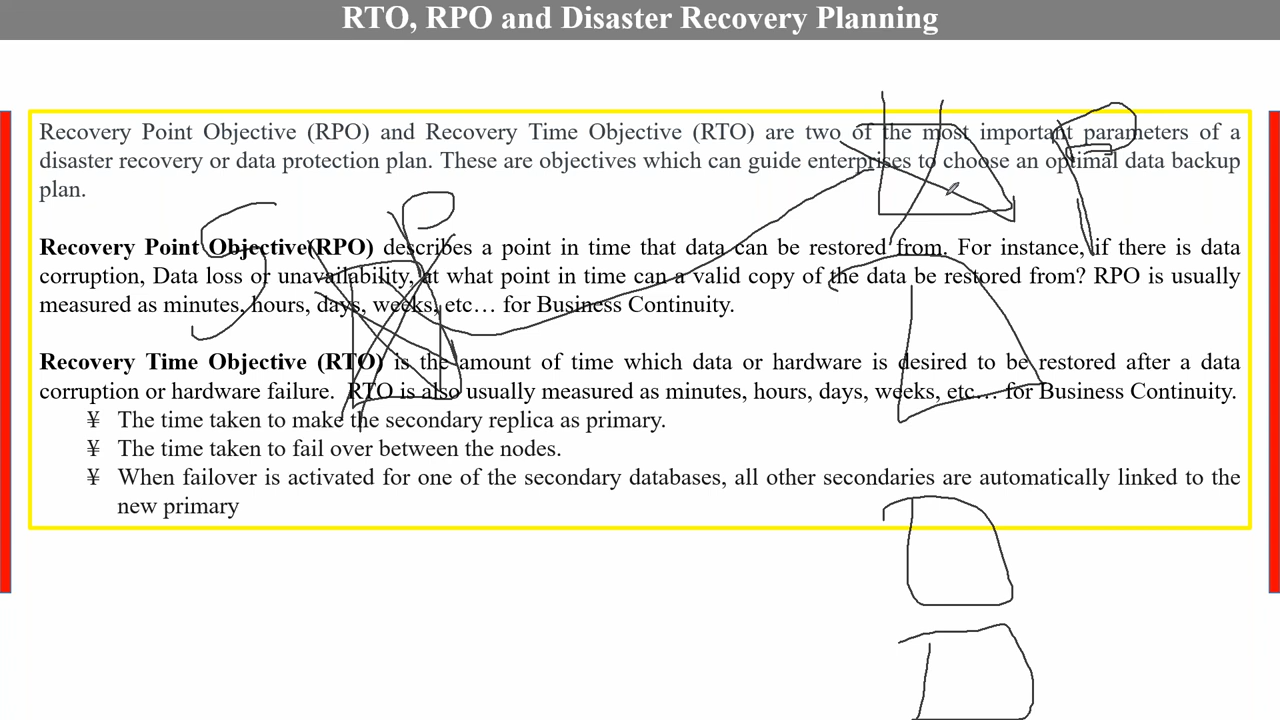 RTO, RPO and Disaster Recovery Planning
Recovery Point Objective (RPO) and Recovery Time Objective (RTO) are two of the most important parameters of a
disaster recovery or data protection plan. These are objectives which can guide enterprises to choose an optimal data backup
plan.
Recovery Point Objective(RPO) describes a point in time that data can be restored from. For instance, if there is data
corruption, Data loss or unavailability, at what point in time can a valid copy of the data be restored from? RPO is usually
measured as minutes, hours, days, weeks, etc… for Business Continuity.
Recovery Time Objective (RTO) is the amount of time which data or hardware is desired to be restored after a data
corruption or hardware failure. RTO is also usually measured as minutes, hours, days, weeks, etc… for Business Continuity.
¥ The time taken to make the secondary replica as primary.
¥ The time taken to fail over between the nodes.
¥ When failover is activated for one of the secondary databases, all other secondaries are automatically linked to the
new primary